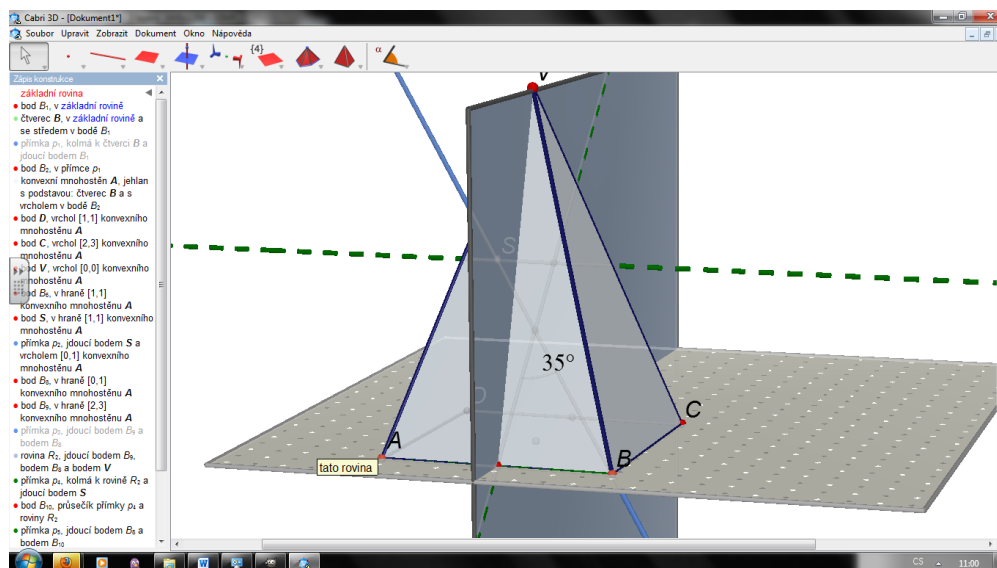 Cabri 3D - [Dokument1*]
Soubor Upravit Zobrazit Dokument Okno Nápověda
{4}
α
Zápis konstrukce
základní rovina
bod B₁, v základní rovině
čtverec B, v základní rovině a
se středem v bodě B₁
přímka p₁, kolmá k čtverci B a
jdoucí bodem B₁
bod B₂, v přímce p₁
konvexní mnohostěn A, jehlan
s podstavou: čtverec B a s
vrcholem v bodě B₂
bod D, vrchol [1,1] konvexního
mnohostěnu A
bod C, vrchol [2,3] konvexního
mnohostěnu A
bod V, vrchol [0,0] konvexního
mnohostěnu A
bod B₆, v hraně [1,1]
konvexního mnohostěnu A
bod S, v hraně [1,1] konvexního
mnohostěnu A
přímka p₂, jdoucí bodem S a
vrcholem [0,1] konvexního
mnohostěnu A
bod B₈, v hraně [0,1]
konvexního mnohostěnu A
bod B₉, v hraně [2,3]
konvexního mnohostěnu A
přímka p₃, jdoucí bodem B₉ a
bodem B₈
rovina R₂, jdoucí bodem B₉,
bodem B₈ a bodem V
přímka p₄, kolmá k rovině R₂ a
jdoucí bodem S
bod B₁₀, průsečík přímky p₄ a
roviny R₂
přímka p₅, jdoucí bodem B₈ a
bodem B₁₀
V
S
35°
D
C
A
B
tato rovina
CS
11:00